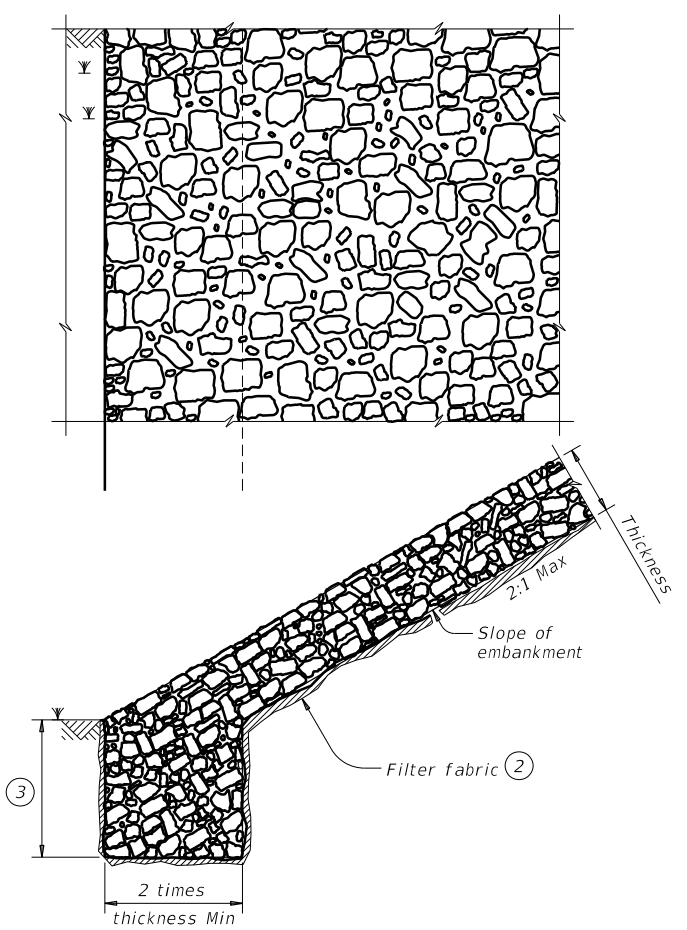 Thickness
2:1 Max
Slope of
embankment
Filter fabric 2
3
2 times
thickness Min